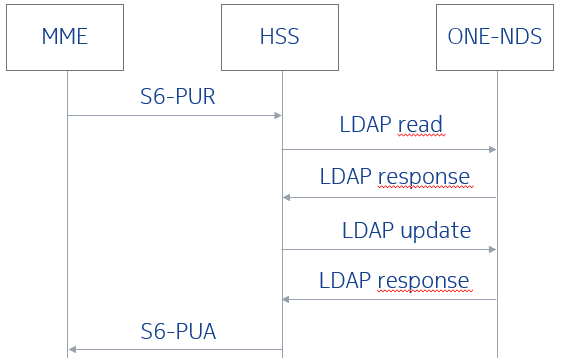 MME
HSS
ONE-NDS
S6-PUR
LDAP read
LDAP response
LDAP update
LDAP response
S6-PUA